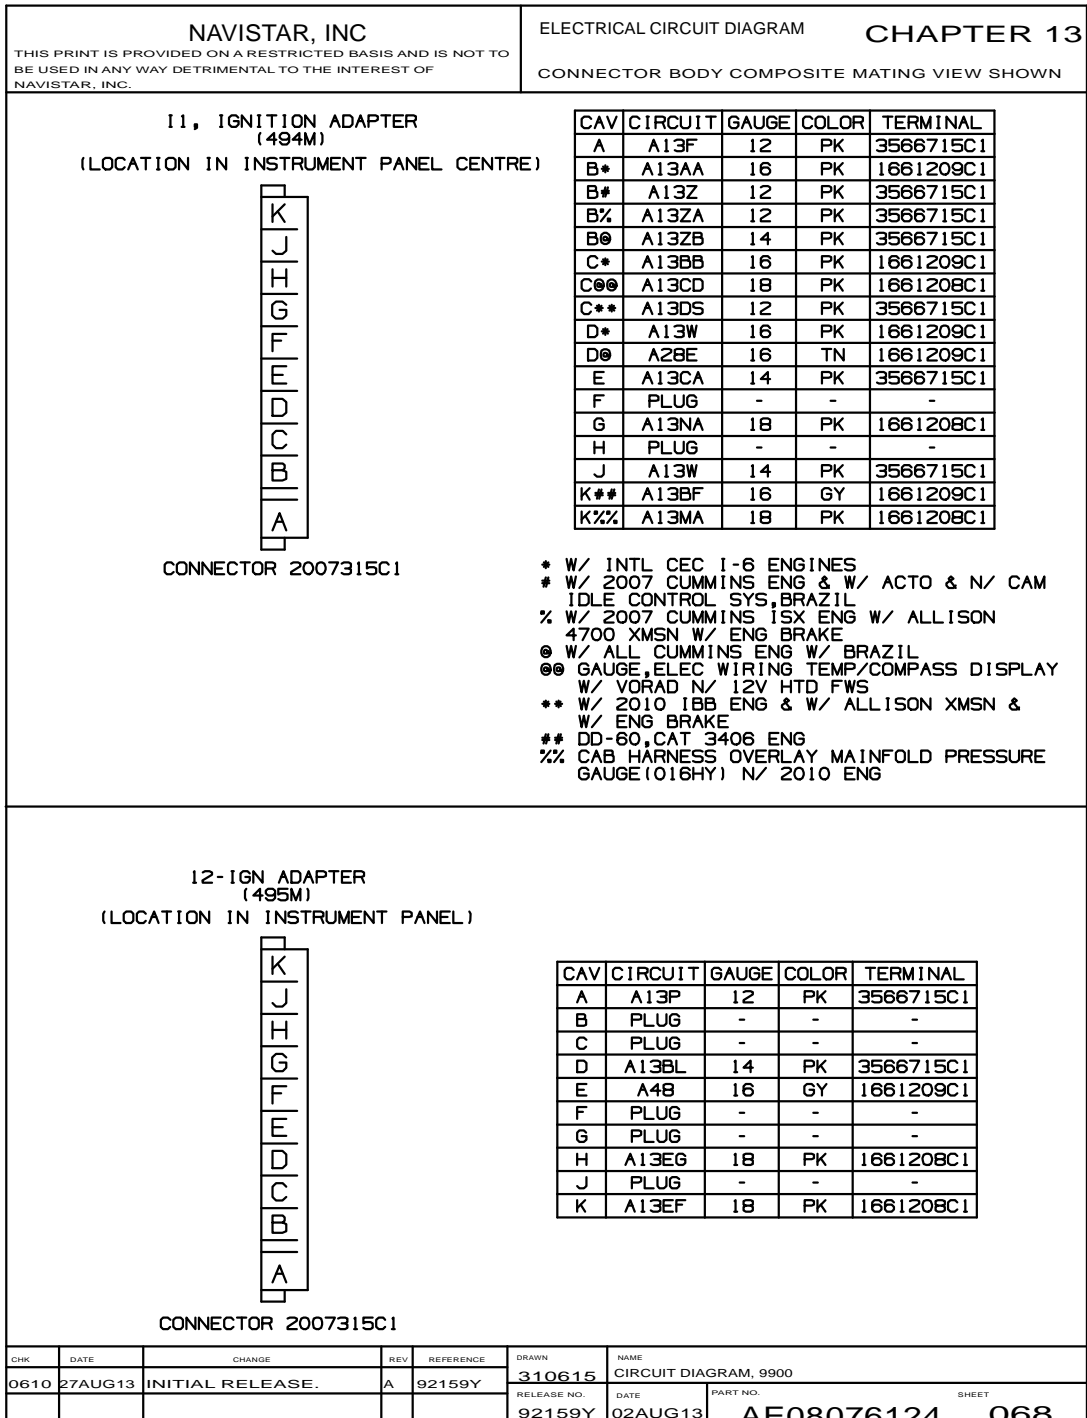 NAVISTAR, INC
THIS PRINT IS PROVIDED ON A RESTRICTED BASIS AND IS NOT TO
BE USED IN ANY WAY DETRIMENTAL TO THE INTEREST OF
NAVISTAR, INC.
ELECTRICAL CIRCUIT DIAGRAM CHAPTER 13
CONNECTOR BODY COMPOSITE MATING VIEW SHOWN
I1, IGNITION ADAPTER
(494M)
(LOCATION IN INSTRUMENT PANEL CENTRE)
K
J
H
G
F
E
D
C
B
A
CONNECTOR 2007315C1
CAV CIRCUIT GAUGE COLOR TERMINAL
A A13F 12 PK 3566715C1
B* A13AA 16 PK 1661209C1
B# A13Z 12 PK 3566715C1
B% A13ZA 12 PK 3566715C1
B@ A13ZB 14 PK 3566715C1
C* A13BB 16 PK 1661209C1
C@@ A13CD 18 PK 1661208C1
C** A13DS 12 PK 3566715C1
D* A13W 16 PK 1661209C1
D@ A28E 16 TN 1661209C1
E A13CA 14 PK 3566715C1
F PLUG - - -
G A13NA 18 PK 1661208C1
H PLUG - - -
J A13W 14 PK 3566715C1
K## A13BF 16 GY 1661209C1
K%% A13MA 18 PK 1661208C1
* W/ INTL CEC I-6 ENGINES
# W/ 2007 CUMMINS ENG & W/ ACTO & N/ CAM
IDLE CONTROL SYS,BRAZIL
% W/ 2007 CUMMINS ISX ENG W/ ALLISON
4700 XMSN W/ ENG BRAKE
@ W/ ALL CUMMINS ENG W/ BRAZIL
@@ GAUGE,ELEC WIRING TEMP/COMPASS DISPLAY
W/ VORAD N/ 12V HTD FWS
** W/ 2010 IBB ENG & W/ ALLISON XMSN &
W/ ENG BRAKE
## DD-60,CAT 3406 ENG
%% CAB HARNESS OVERLAY MAINFOLD PRESSURE
GAUGE(016HY) N/ 2010 ENG
12-IGN ADAPTER
(495M)
(LOCATION IN INSTRUMENT PANEL)
K
J
H
G
F
E
D
C
B
A
CONNECTOR 2007315C1
CAV CIRCUIT GAUGE COLOR TERMINAL
A A13P 12 PK 3566715C1
B PLUG - - -
C PLUG - - -
D A13BL 14 PK 3566715C1
E A48 16 GY 1661209C1
F PLUG - - -
G PLUG - - -
H A13EG 18 PK 1661208C1
J PLUG - - -
K A13EF 18 PK 1661208C1
CHK DATE CHANGE REV REFERENCE
0610 27AUG13 INITIAL RELEASE. A 92159Y
DRAWN NAME
310615 CIRCUIT DIAGRAM, 9900
RELEASE NO. DATE PART NO. SHEET
92159Y 02AUG13 AE08076124 068